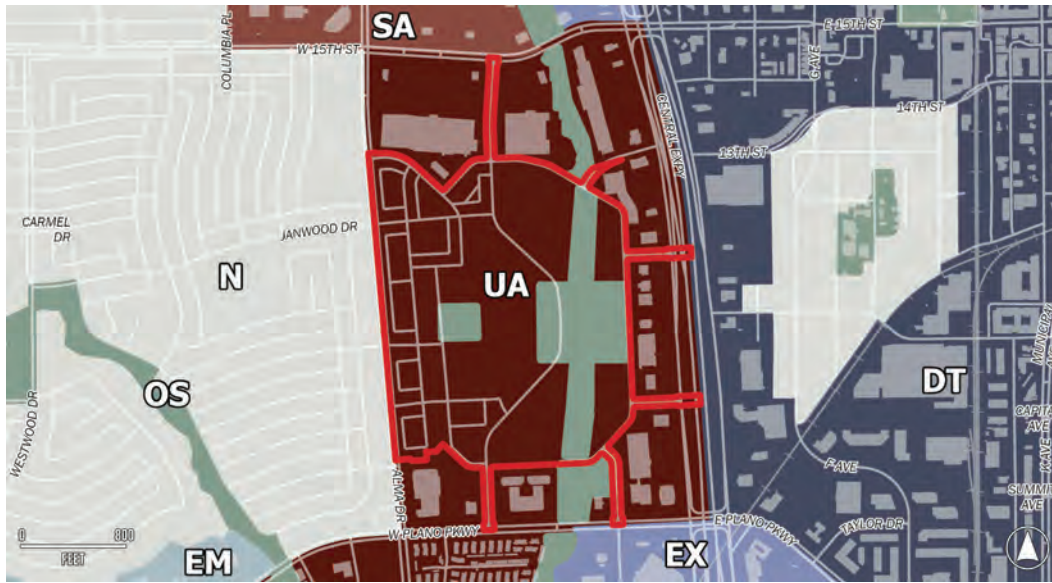 SA
E 15TH ST
W 15TH ST
COLUMBIA PL
G AVE
CENTRAL EXPY
14TH ST
13TH ST
CARMEL
DR
JANWOOD DR
N
UA
OS
DT
WESTWOOD DR
MUNICIPAL
CAPITAL
AVE
K AVE
F AVE
SUMMIT
AVE
ALMA DR
W PLANO PKWY
E PLANO PKWY
TAYLOR DR
0 800
FEET
EM
EX